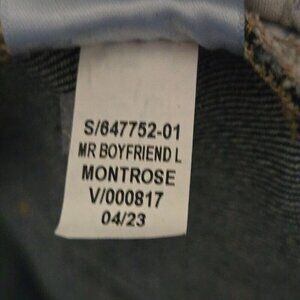 S/647752-01
MR BOYFRIEND L
MONTROSE
V/000817
04/23